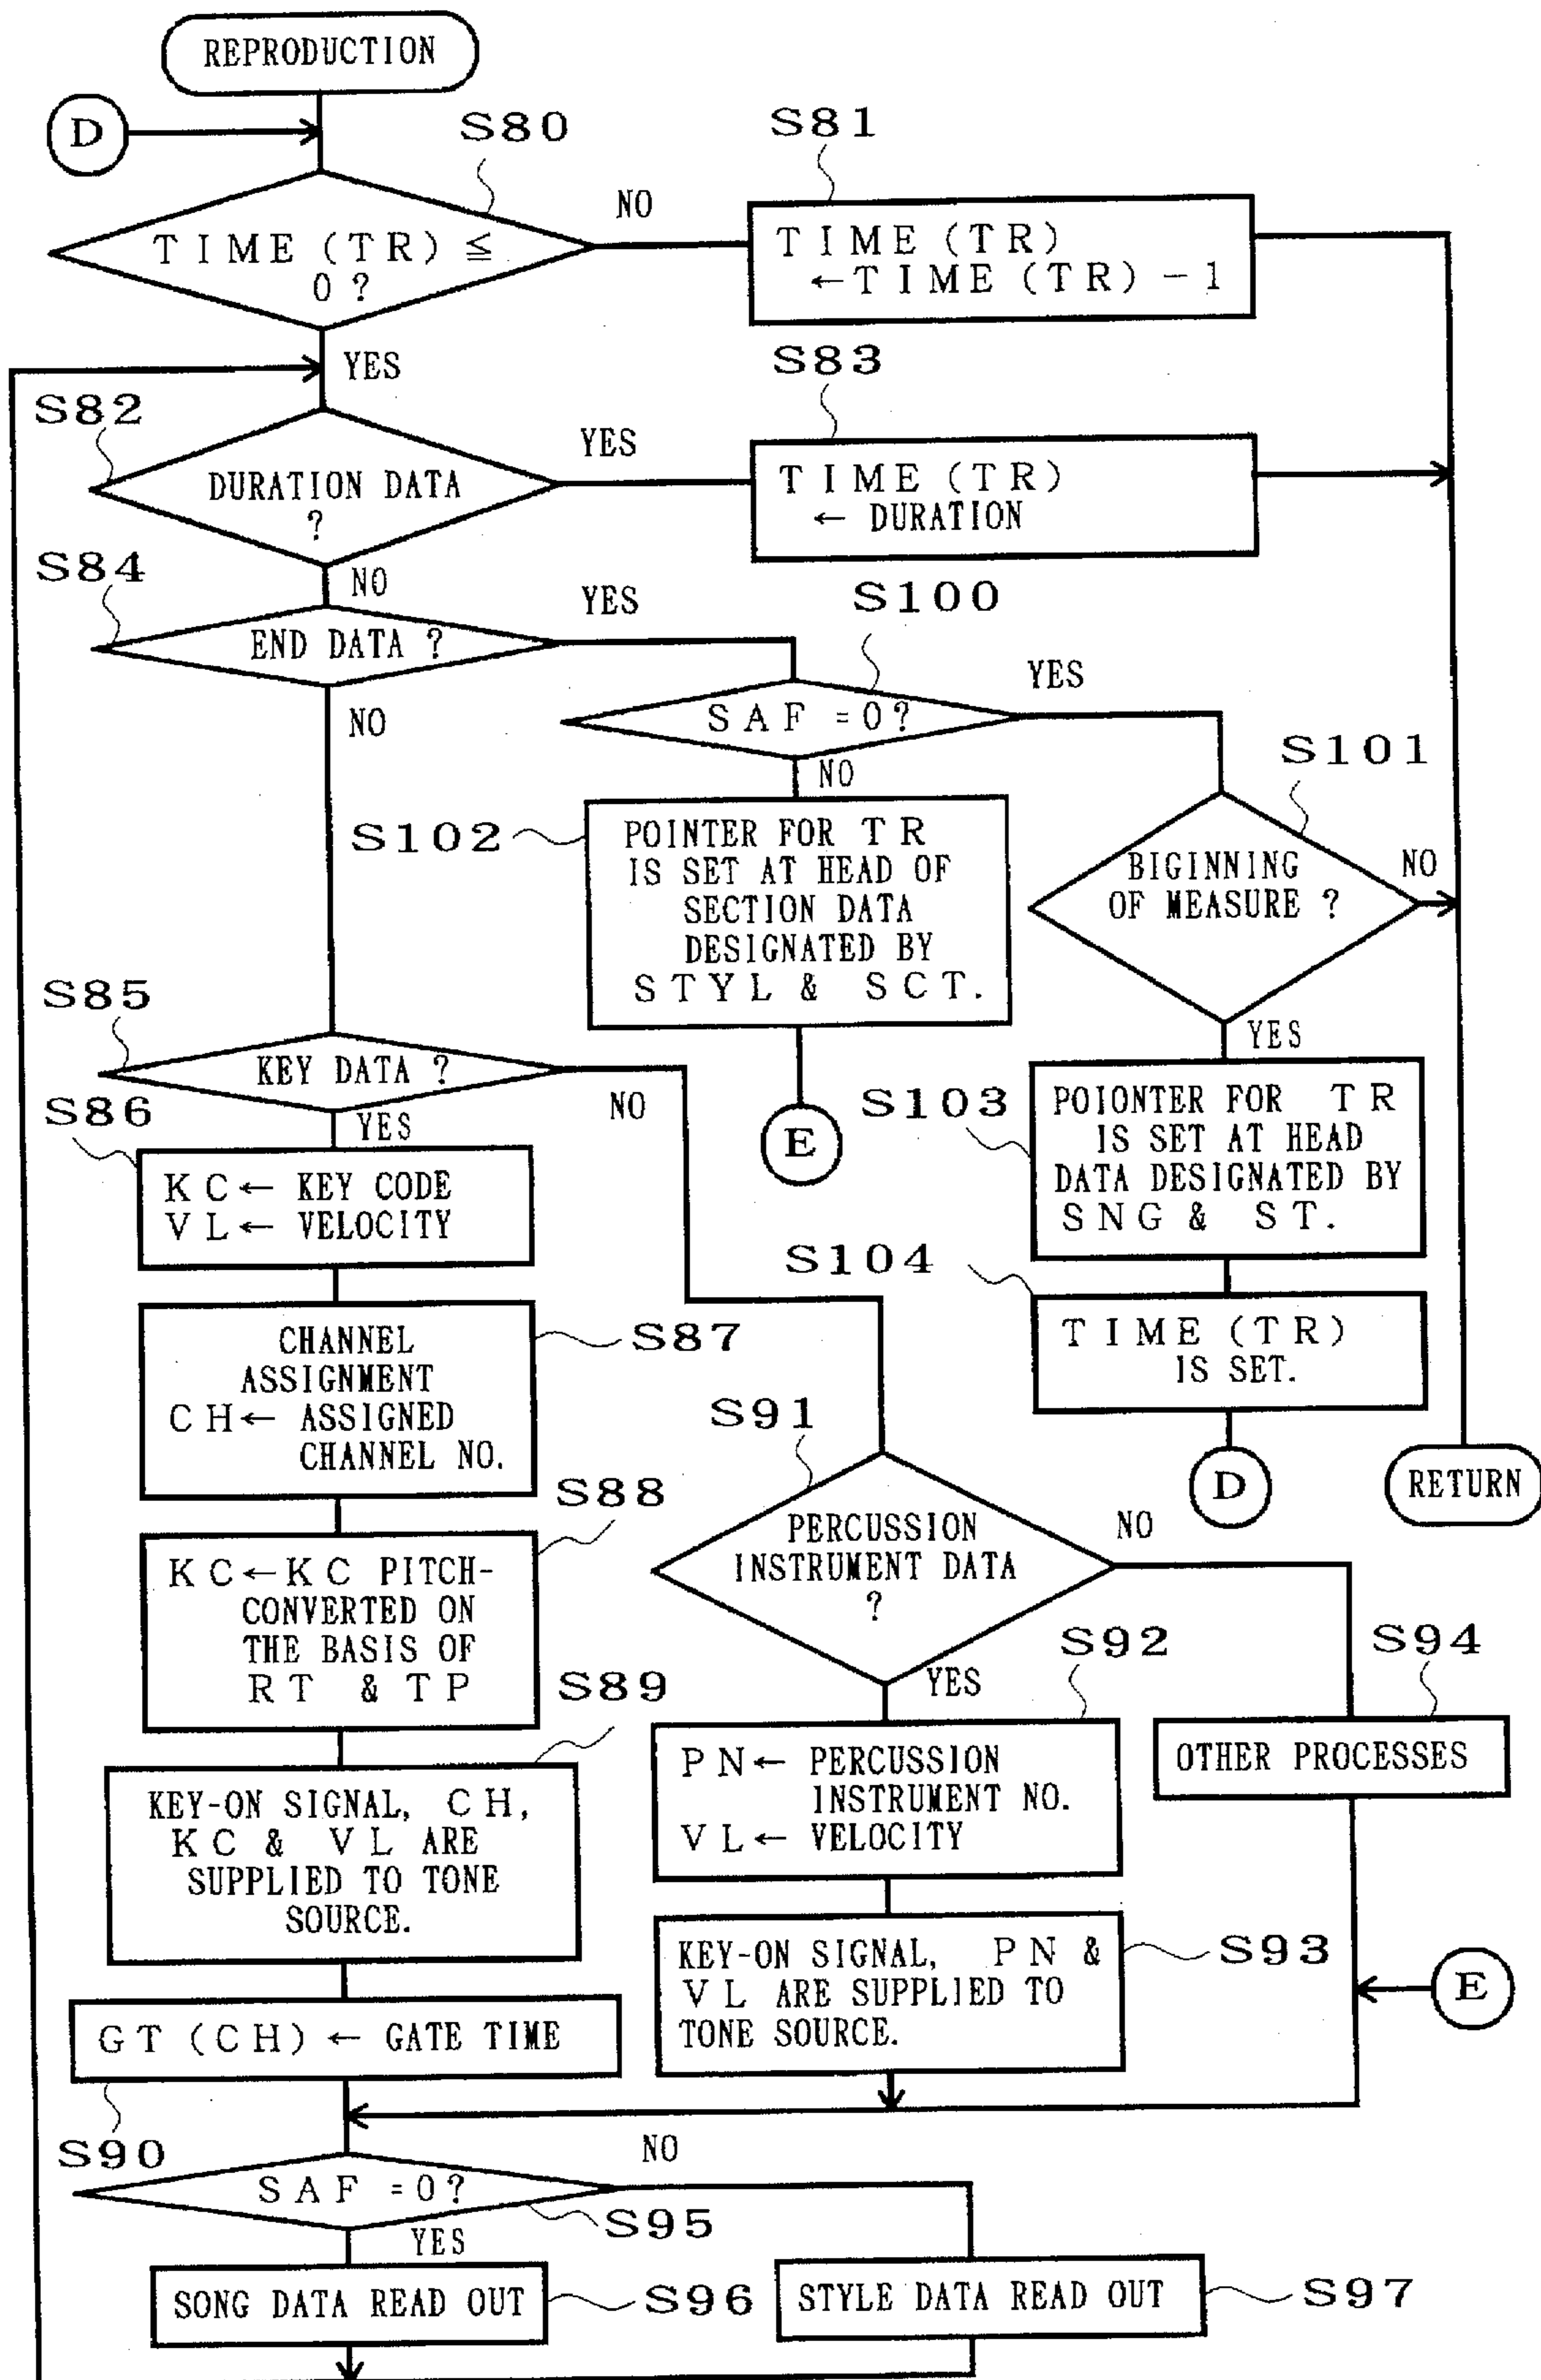 REPRODUCTION
D
S80
S81
NO
TIME (TR) ≦
0 ?
TIME (TR)
←TIME (TR) − 1
YES
S82
S83
YES
DURATION DATA
?
TIME (TR)
← DURATION
S84
NO
YES
S100
END DATA ?
YES
NO
SAF =0?
S101
NO
S102
POINTER FOR TR
IS SET AT HEAD OF
SECTION DATA
DESIGNATED BY
STYL & SCT.
BIGINNING
OF MEASURE ?
NO
S85
YES
KEY DATA ?
NO
E
S103
POIONTER FOR TR
IS SET AT HEAD
DATA DESIGNATED BY
SNG & ST.
S86
YES
KC← KEY CODE
VL← VELOCITY
S104
TIME (TR)
IS SET.
CHANNEL
ASSIGNMENT
CH← ASSIGNED
CHANNEL NO.
S87
S91
D
RETURN
S88
KC←KC PITCH-
CONVERTED ON
THE BASIS OF
RT & TP
PERCUSSION
INSTRUMENT DATA
?
NO
S92
S94
S89
YES
PN← PERCUSSION
INSTRUMENT NO.
VL← VELOCITY
OTHER PROCESSES
KEY-ON SIGNAL, CH,
KC & VL ARE
SUPPLIED TO TONE
SOURCE.
KEY-ON SIGNAL, PN &
VL ARE SUPPLIED TO
TONE SOURCE.
S93
E
GT (CH) ← GATE TIME
S90
NO
SAF =0?
S95
YES
SONG DATA READ OUT
S96
STYLE DATA READ OUT
S97